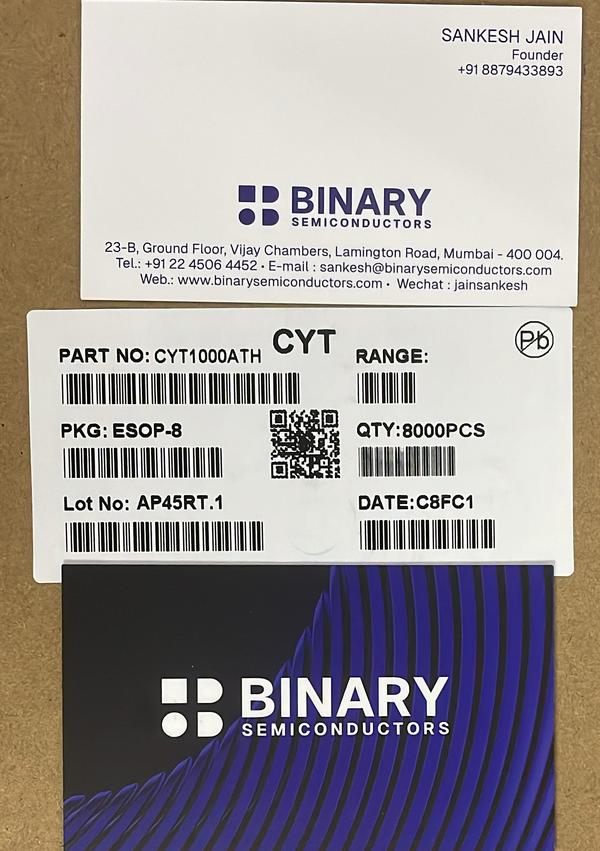 SANKESH JAIN
Founder
+91 8879433893
BINARY
SEMICONDUCTORS
23-B, Ground Floor, Vijay Chambers, Lamington Road, Mumbai - 400 004.
Tel.: +91 22 4506 4452 • E-mail : sankesh@binarysemiconductors.com
Web.: www.binarysemiconductors.com • Wechat : jainsankesh
PART NO: CYT1000ATH CYT RANGE: Pb
PKG: ESOP-8 QTY:8000PCS
Lot No: AP45RT.1 DATE:C8FC1
BINARY
SEMICONDUCTORS